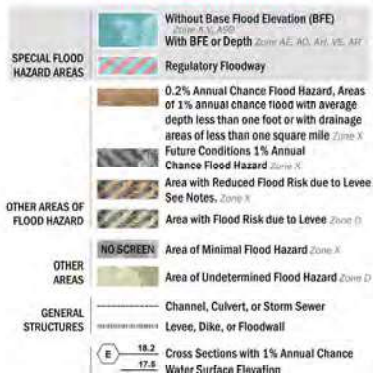 Without Base Flood Elevation (BFE)
Zone A, V, A99
With BFE or Depth Zone AE, AO, AH, VE, AR
SPECIAL FLOOD
HAZARD AREAS
Regulatory Floodway
0.2% Annual Chance Flood Hazard, Areas
of 1% annual chance flood with average
depth less than one foot or with drainage
areas of less than one square mile Zone X
Future Conditions 1% Annual
Chance Flood Hazard Zone X
Area with Reduced Flood Risk due to Levee
See Notes. Zone X
OTHER AREAS OF
FLOOD HAZARD
Area with Flood Risk due to Levee Zone D
NO SCREEN Area of Minimal Flood Hazard Zone X
OTHER
AREAS
Area of Undetermined Flood Hazard Zone D
GENERAL
STRUCTURES
Channel, Culvert, or Storm Sewer
Levee, Dike, or Floodwall
E 18.2 Cross Sections with 1% Annual Chance
17.5 Water Surface Elevation